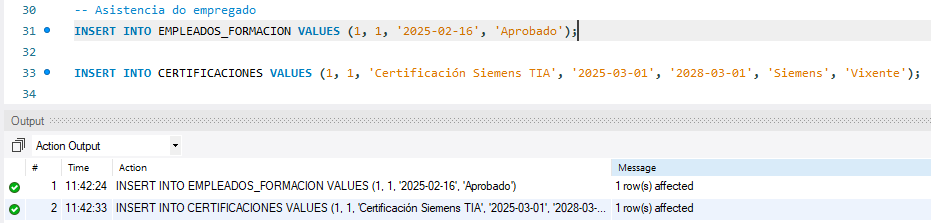 30 -- Asistencia do empregado
31 INSERT INTO EMPLEADOS_FORMACION VALUES (1, 1, '2025-02-16', 'Aprobado');
32
33 INSERT INTO CERTIFICACIONES VALUES (1, 1, 'Certificación Siemens TIA', '2025-03-01', '2028-03-01', 'Siemens', 'Vixente');
34
Output
Action Output
# Time Action Message
1 11:42:24 INSERT INTO EMPLEADOS_FORMACION VALUES (1, 1, '2025-02-16', 'Aprobado') 1 row(s) affected
2 11:42:33 INSERT INTO CERTIFICACIONES VALUES (1, 1, 'Certificación Siemens TIA', '2025-03-01', '2028-03-... 1 row(s) affected